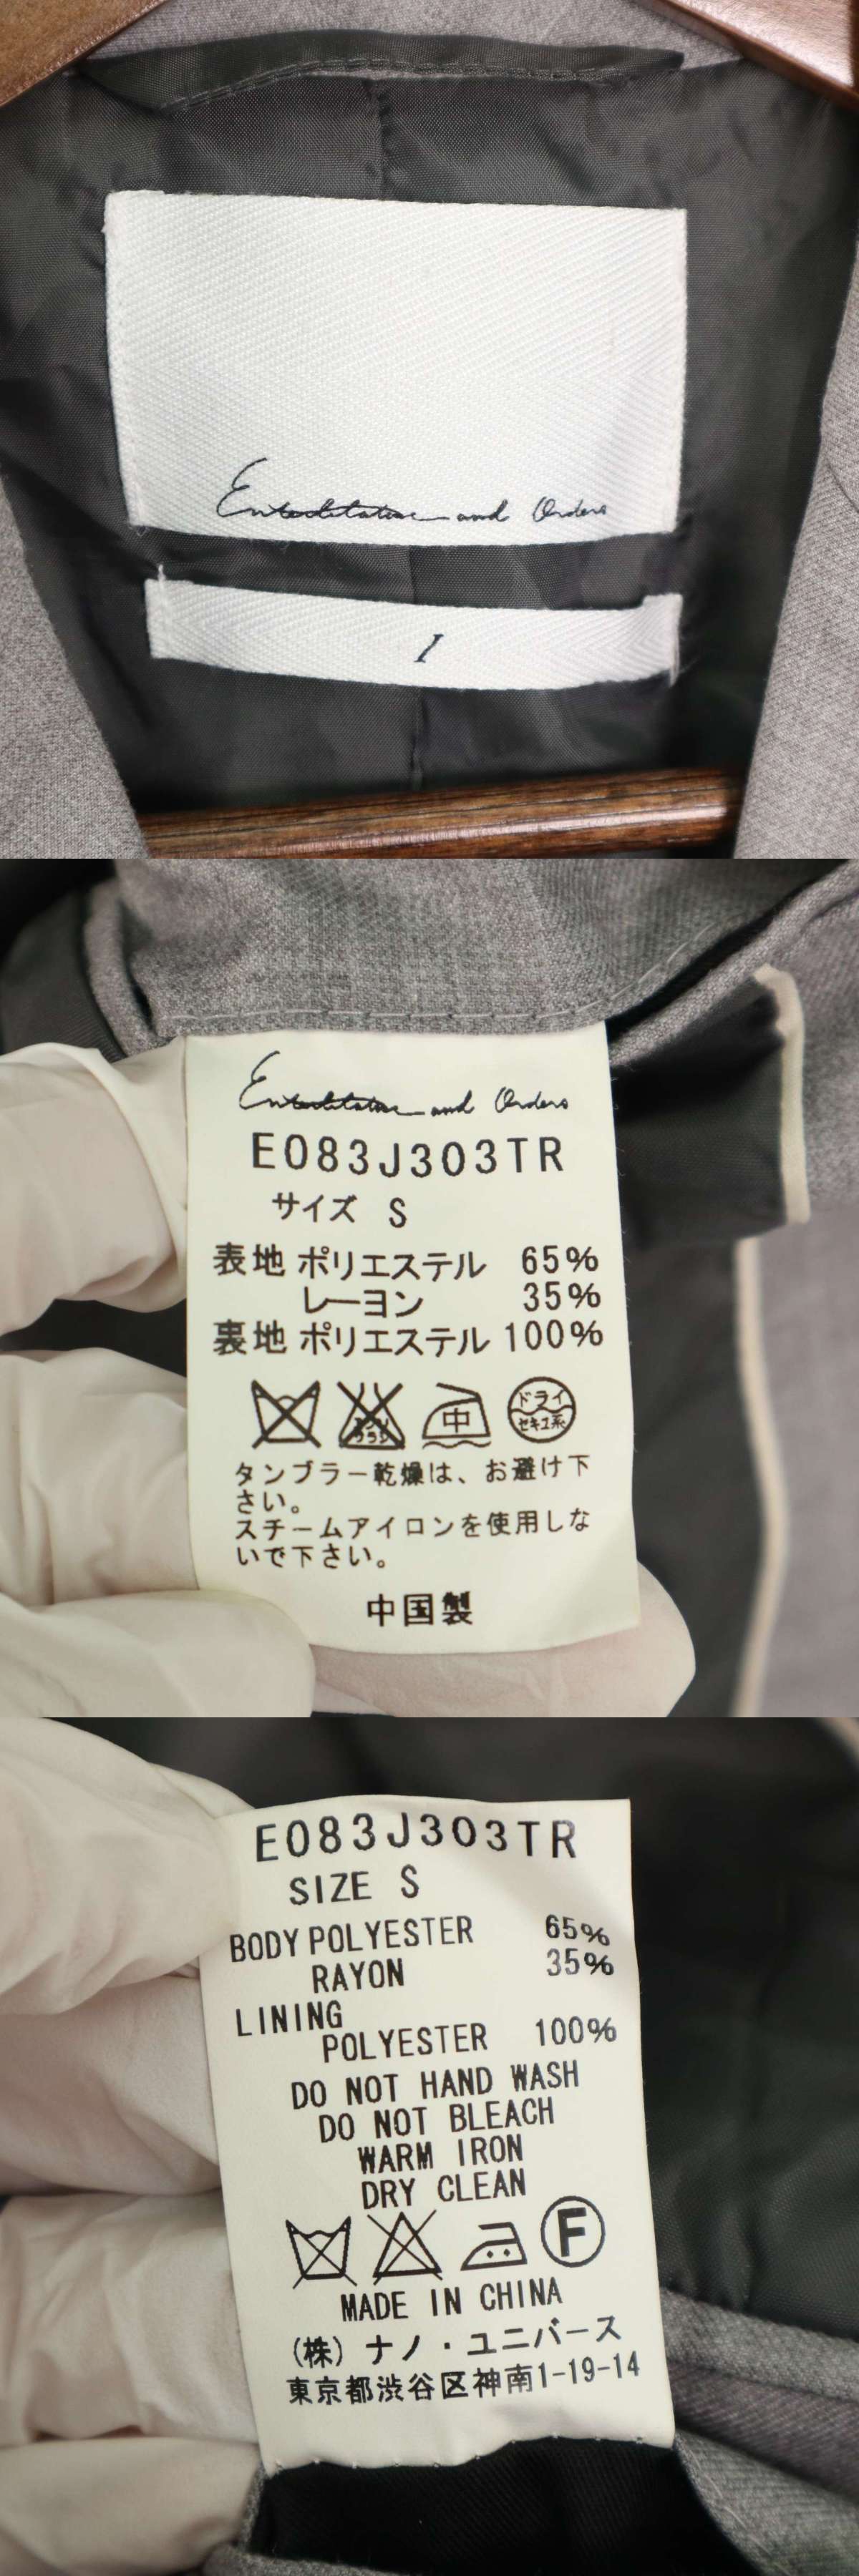 and Orders
1
and Orders
E083J303TR
サイズ S
表地 ポリエステル 65%
レーヨン 35%
裏地 ポリエステル 100%
中
ドライ
セキユ系
タンブラー乾燥は、お避け下
さい。
スチームアイロンを使用しな
いで下さい。
中国製
E083J303TR
SIZE S
BODY POLYESTER 65%
RAYON 35%
LINING
POLYESTER 100%
DO NOT HAND WASH
DO NOT BLEACH
WARM IRON
DRY CLEAN
F
MADE IN CHINA
(株) ナノ・ユニバース
東京都渋谷区神南1-19-14